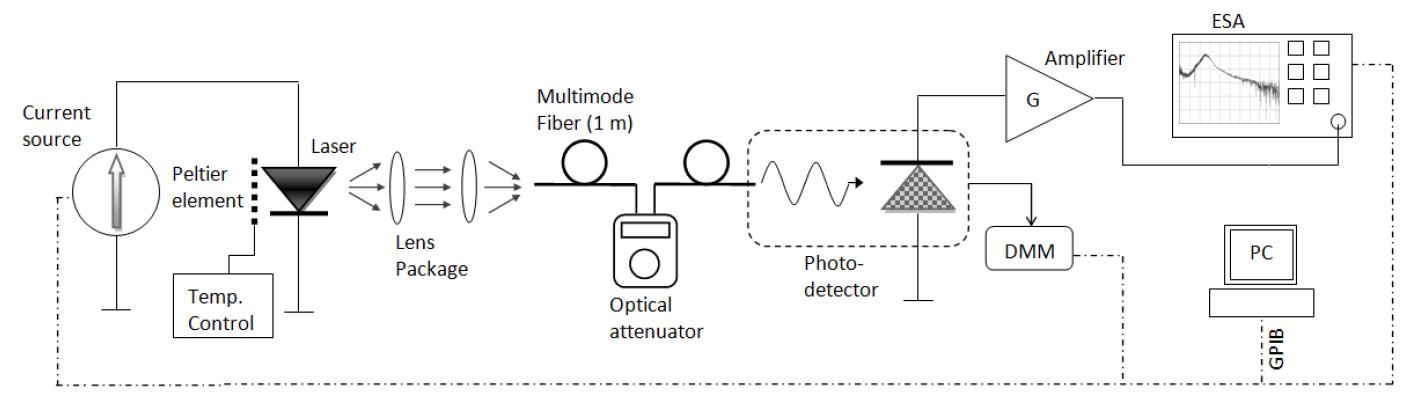 ESA
Amplifier
G
Multimode
Fiber (1 m)
Current
source
Laser
Peltier
element
Lens
Package
Temp.
Control
Optical
attenuator
Photo-
detector
DMM
PC
GPIB